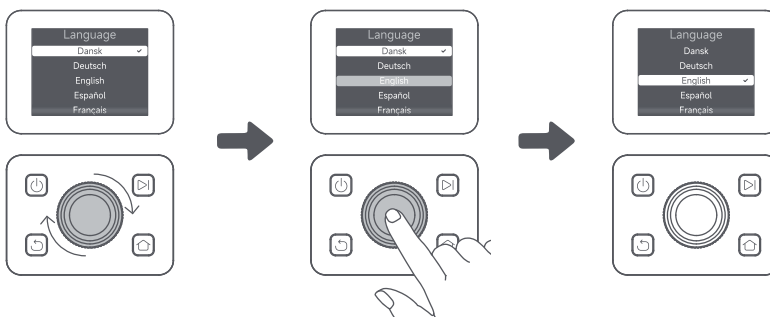 Language
Dansk
Deutsch
English
Español
Français
Language
Dansk
Deutsch
English
Español
Français
Language
Dansk
Deutsch
English
Español
Français